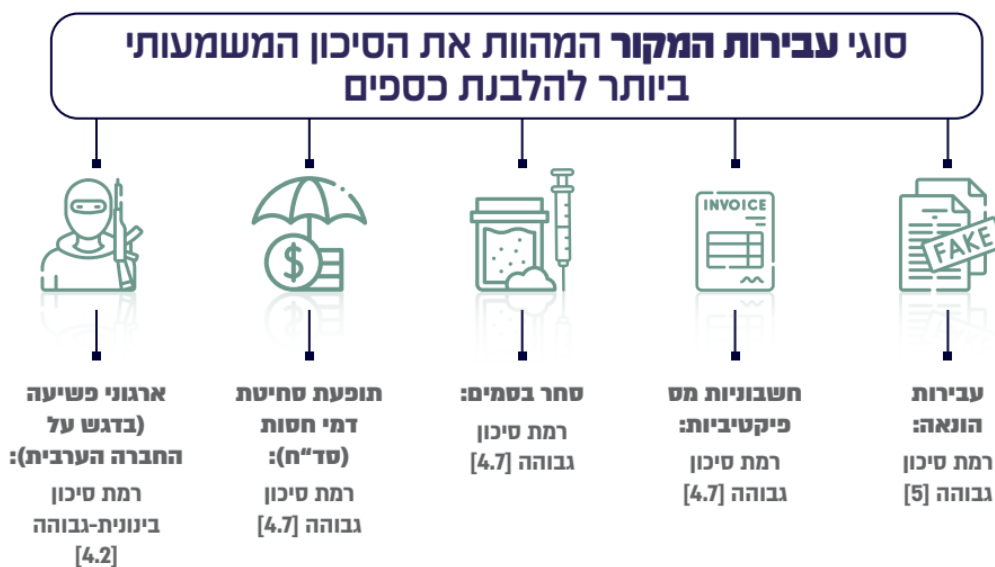 סוגי עבירות המקור המהוות את הסיכון המשמעותי
ביותר להלבנת כספים
FAKE
עבירות
הונאה:
רמת סיכון
גבוהה [5]
INVOICE
חשבוניות מס
פיקטיביות:
רמת סיכון
גבוהה [4.7]
סחר בסמים:
רמת סיכון
גבוהה [4.7]
$
תופעת סחיטת
דמי חסות
(סד"ח):
רמת סיכון
גבוהה [4.7]
ארגוני פשיעה
(בדגש על
החברה הערבית):
רמת סיכון
בינונית-גבוהה
[4.2]